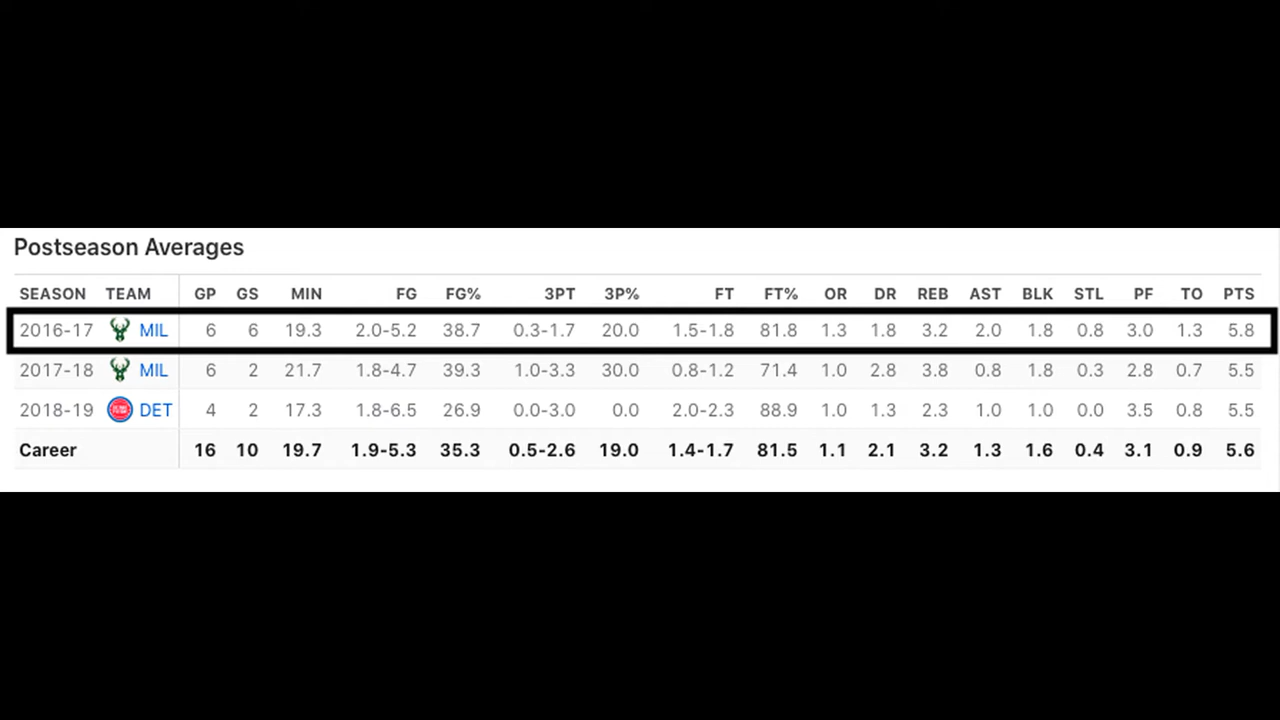 Postseason Averages
SEASON TEAM GP GS MIN FG FG% 3PT 3P% FT FT% OR DR REB AST BLK STL PF TO PTS
2016-17 MIL 6 6 19.3 2.0-5.2 38.7 0.3-1.7 20.0 1.5-1.8 81.8 1.3 1.8 3.2 2.0 1.8 0.8 3.0 1.3 5.8
2017-18 MIL 6 2 21.7 1.8-4.7 39.3 1.0-3.3 30.0 0.8-1.2 71.4 1.0 2.8 3.8 0.8 1.8 0.3 2.8 0.7 5.5
2018-19 DET 4 2 17.3 1.8-6.5 26.9 0.0-3.0 0.0 2.0-2.3 88.9 1.0 1.3 2.3 1.0 1.0 0.0 3.5 0.8 5.5
Career 16 10 19.7 1.9-5.3 35.3 0.5-2.6 19.0 1.4-1.7 81.5 1.1 2.1 3.2 1.3 1.6 0.4 3.1 0.9 5.6